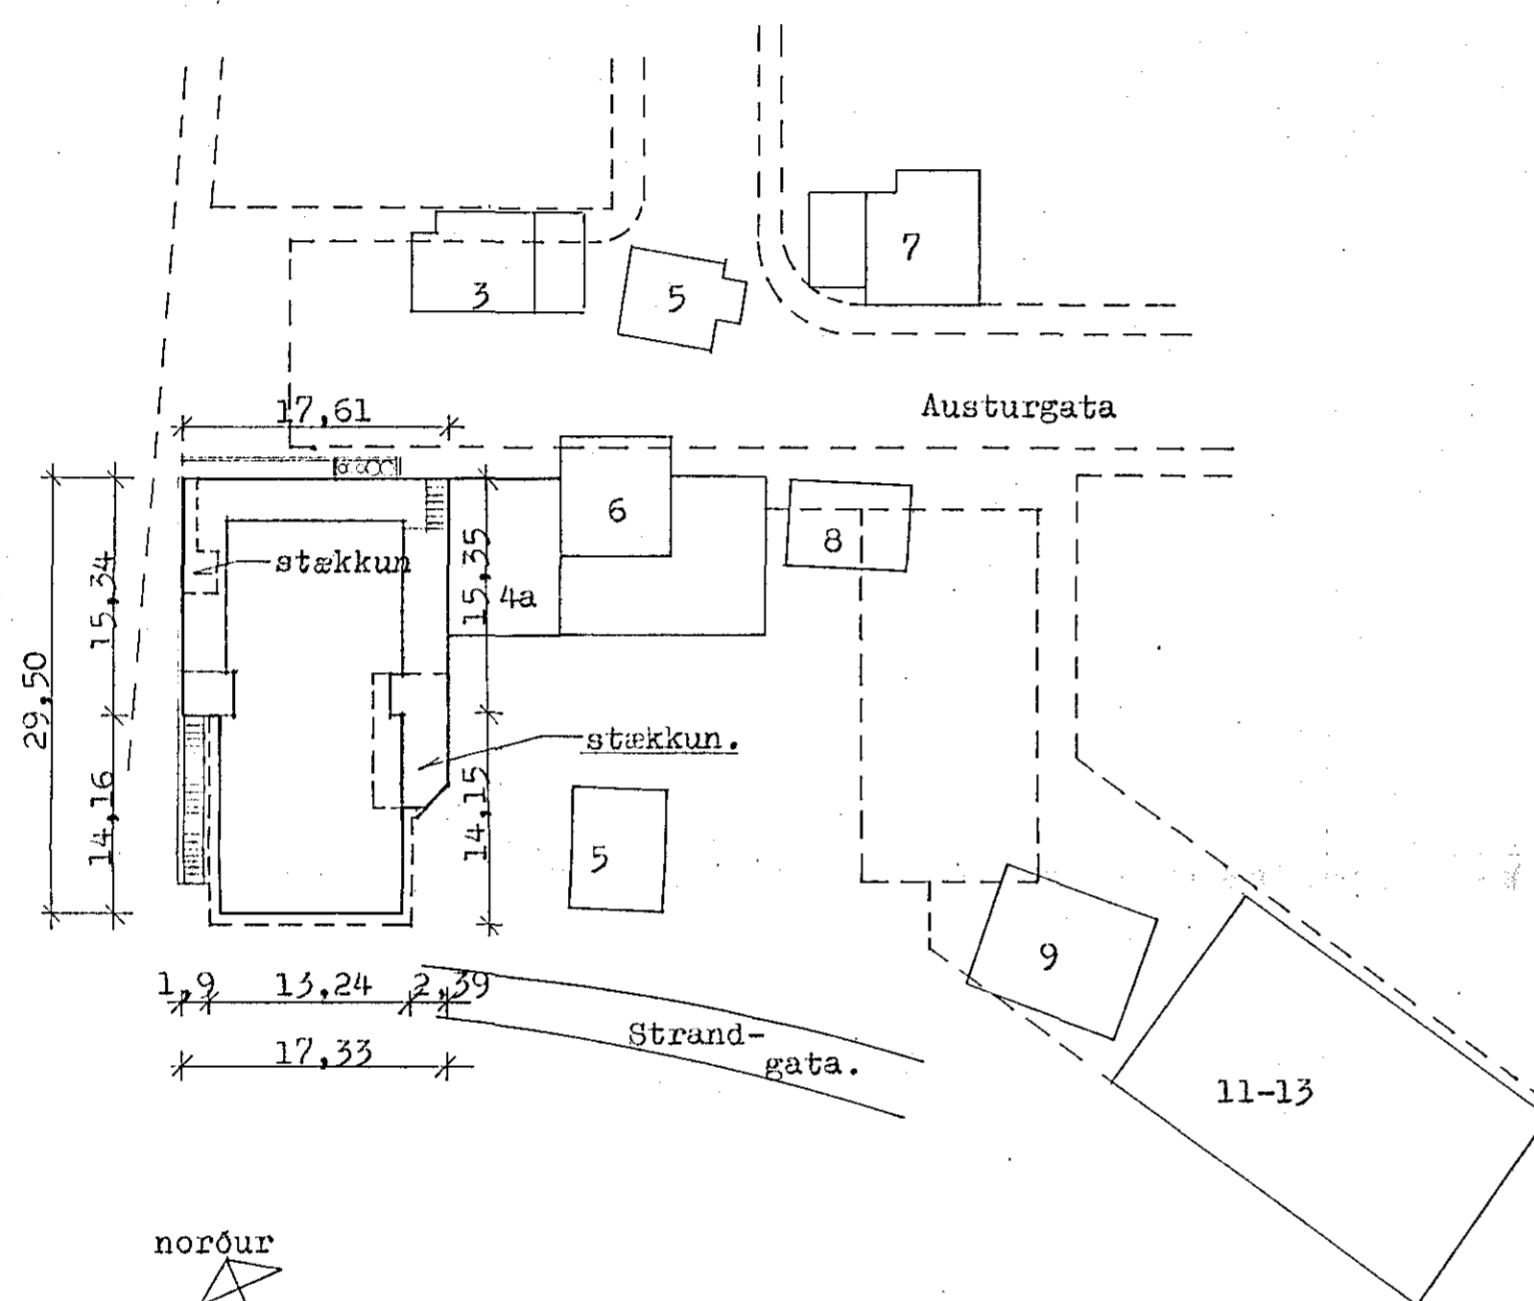 7
3
5
Austurgata
17,61
6
8
stækkun
15,34
15,35
4a
29,50
stækkun.
14,16
14,15
5
9
1,9
13,24
2,39
Strand-
gata.
17,33
11-13
norður